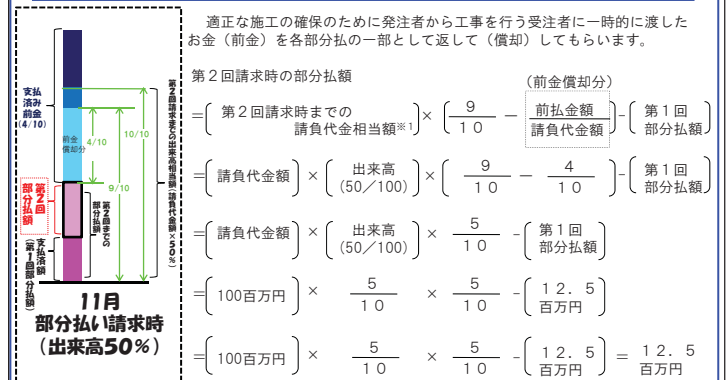 適正な施工の確保のために発注者から工事を行う受注者に一時的に渡した
お金（前金）を各部分払の一部として返して（償却）してもらいます。
第２回請求時の部分払額
（前金償却分）
＝（第２回請求時までの請負代金相当額※1）×（９／１０－前払金額／請負代金額）－（第１回部分払額）
＝（請負代金額）×（出来高（50／100））×（９／１０－４／１０）－（第１回部分払額）
＝（請負代金額）×（出来高（50／100））×５／１０－（第１回部分払額）
＝（100百万円）×５／１０×５／１０－（１２．５百万円）
＝（100百万円）×５／１０×５／１０－（１２．５百万円）＝１２．５百万円
支払済み前金(4/10)
前金償却分
4/10
10/10
9/10
第２回請求時までの出来高相当額（請負代金額×５０％）
第２回部分払額
第２回までの部分払額
支払済額（第１回部分払額）
11月
部分払い請求時
（出来高50％）